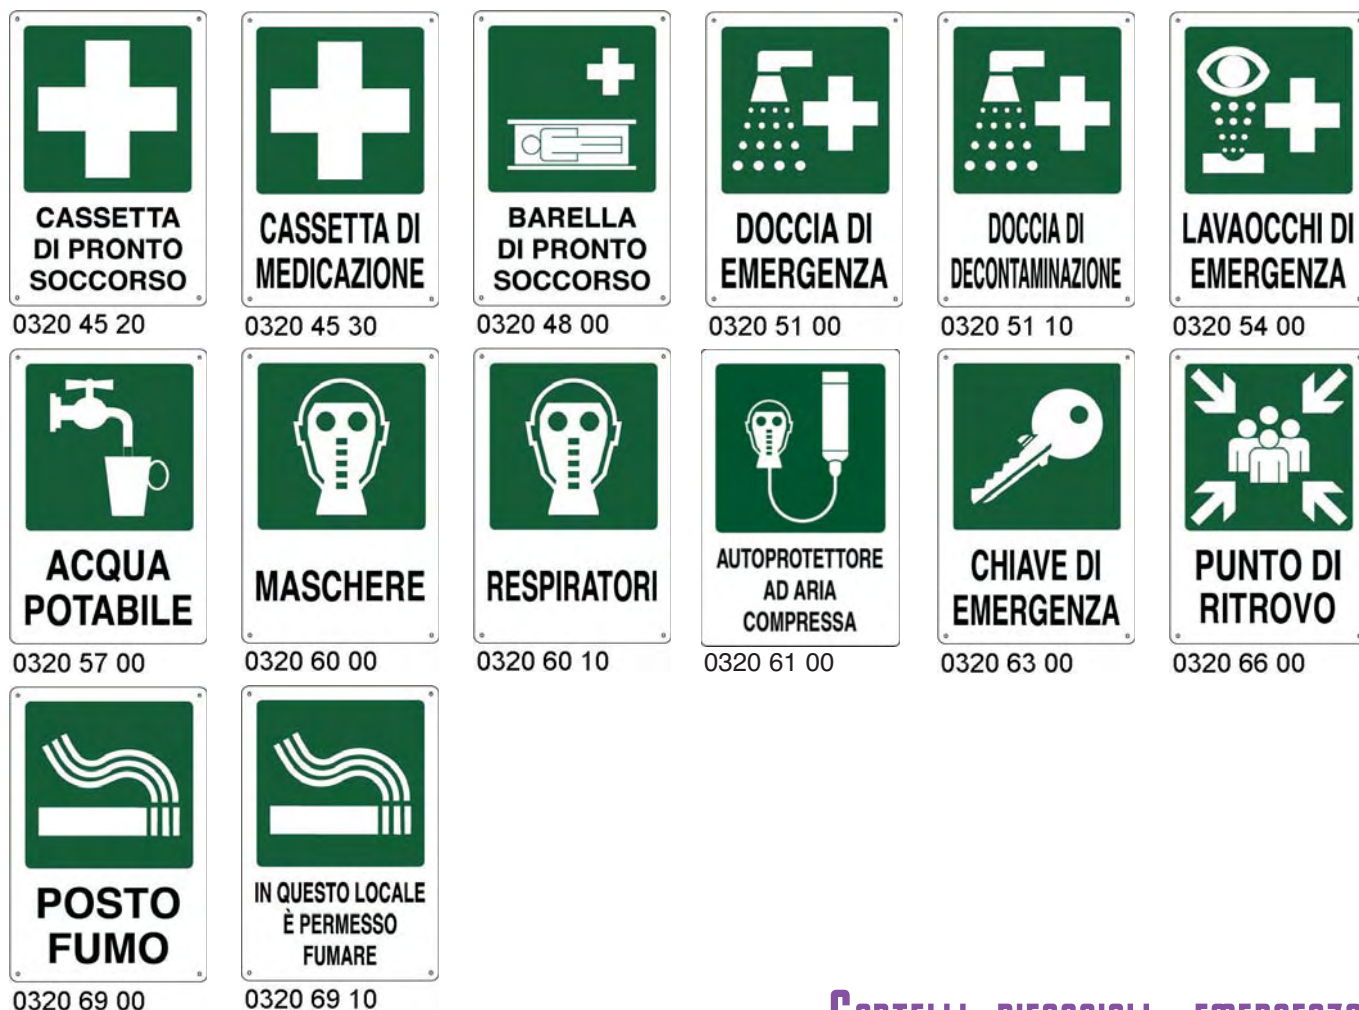 CASSETTA
DI PRONTO
SOCCORSO
0320 45 20
CASSETTA DI
MEDICAZIONE
0320 45 30
BARELLA
DI PRONTO
SOCCORSO
0320 48 00
DOCCIA DI
EMERGENZA
0320 51 00
DOCCIA DI
DECONTAMINAZIONE
0320 51 10
LAVAOCCHI DI
EMERGENZA
0320 54 00
ACQUA
POTABILE
0320 57 00
MASCHERE
0320 60 00
RESPIRATORI
0320 60 10
AUTOPROTETTORE
AD ARIA
COMPRESSA
0320 61 00
CHIAVE DI
EMERGENZA
0320 63 00
PUNTO DI
RITROVO
0320 66 00
POSTO
FUMO
0320 69 00
IN QUESTO LOCALE
È PERMESSO
FUMARE
0320 69 10